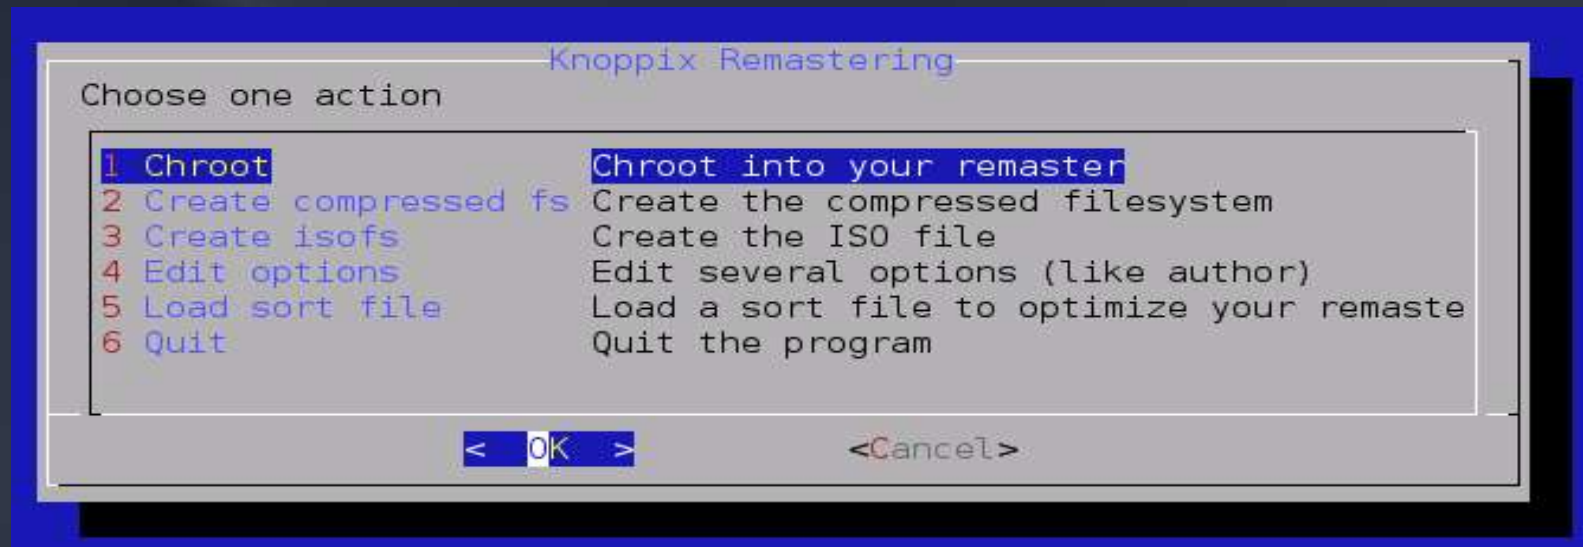 Knoppix Remastering
Choose one action
1 Chroot Chroot into your remaster
2 Create compressed fs Create the compressed filesystem
3 Create isofs Create the ISO file
4 Edit options Edit several options (like author)
5 Load sort file Load a sort file to optimize your remaste
6 Quit Quit the program
< OK > <Cancel>